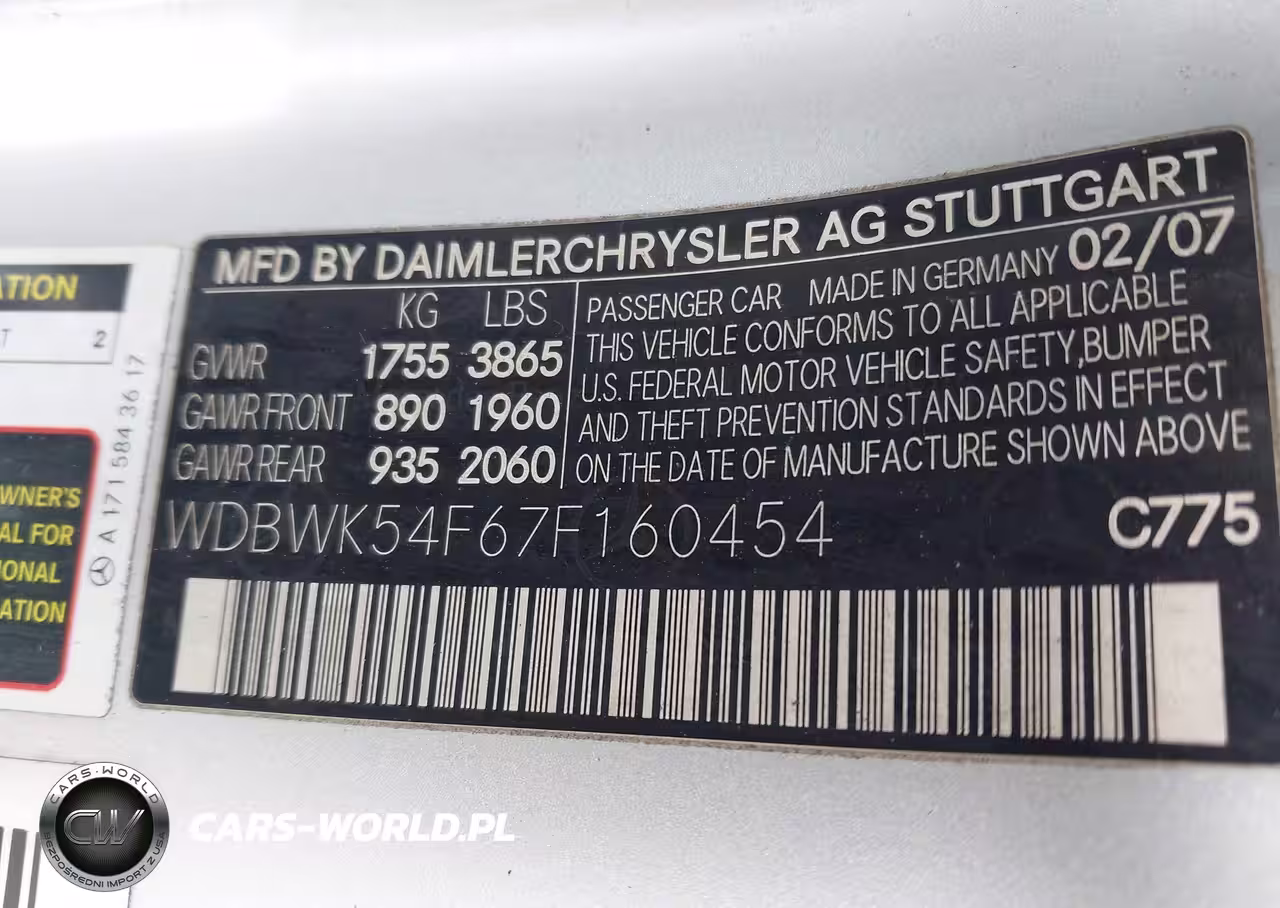 MFD BY DAIMLERCHRYSLER AG STUTTGART
02/07
KG LBS
GVWR 1755 3865
GAWR FRONT 890 1960
GAWR REAR 935 2060
PASSENGER CAR MADE IN GERMANY
THIS VEHICLE CONFORMS TO ALL APPLICABLE
U.S. FEDERAL MOTOR VEHICLE SAFETY,BUMPER
AND THEFT PREVENTION STANDARDS IN EFFECT
ON THE DATE OF MANUFACTURE SHOWN ABOVE
WDBWK54F67F160454
C775
ATION
T 2
A 171 584 36 17
WNER'S
AL FOR
IONAL
ATION
CARS-WORLD
CW
BEZPOŚREDNI IMPORT Z USA
CARS-WORLD.PL